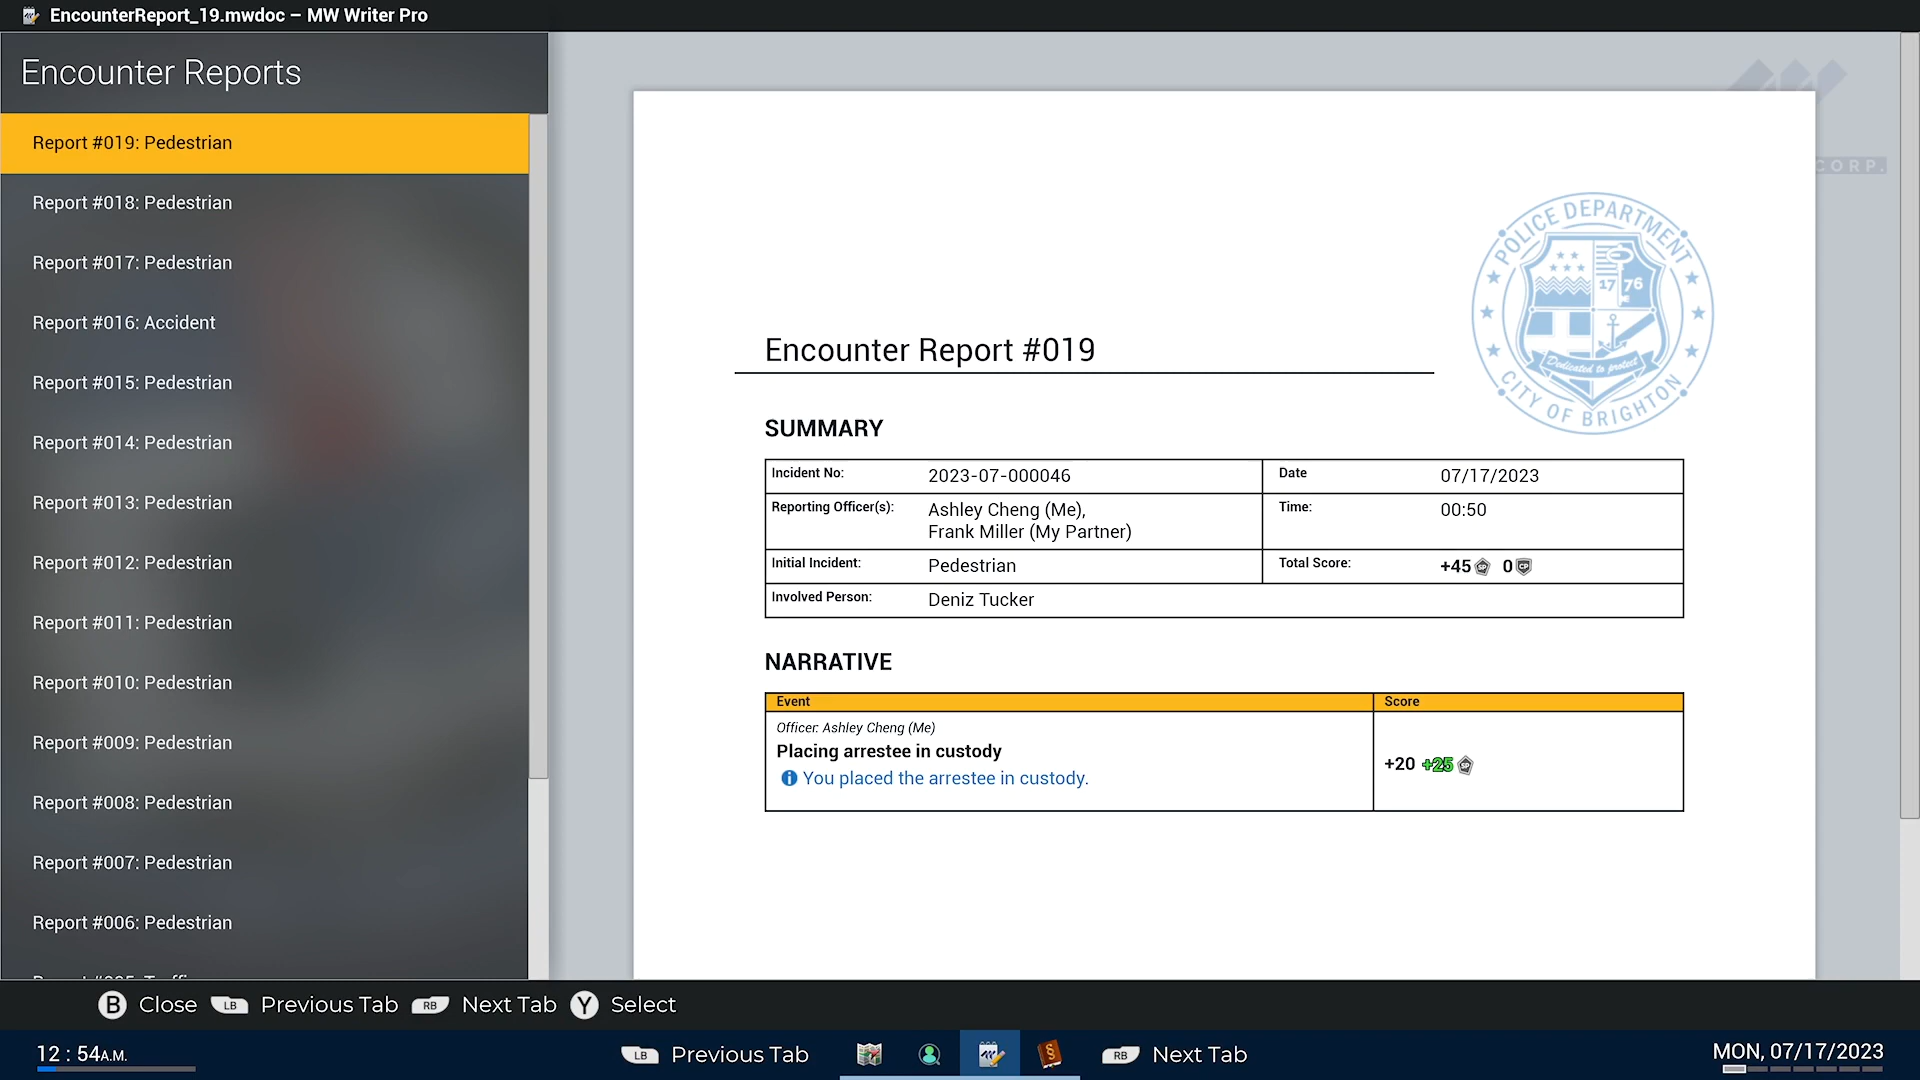 EncounterReport_19.mwdoc – MW Writer Pro
Encounter Reports
Report #019: Pedestrian
Report #018: Pedestrian
Report #017: Pedestrian
Report #016: Accident
Report #015: Pedestrian
Report #014: Pedestrian
Report #013: Pedestrian
Report #012: Pedestrian
Report #011: Pedestrian
Report #010: Pedestrian
Report #009: Pedestrian
Report #008: Pedestrian
Report #007: Pedestrian
Report #006: Pedestrian
CORP.
POLICE DEPARTMENT
17 76
Dedicated to protect
CITY OF BRIGHTON
Encounter Report #019
SUMMARY
Incident No: 2023-07-000046 Date 07/17/2023
Reporting Officer(s): Ashley Cheng (Me), Time: 00:50
Frank Miller (My Partner)
Initial Incident: Pedestrian Total Score: +45 SP 0 CP
Involved Person: Deniz Tucker
NARRATIVE
Event Score
Officer: Ashley Cheng (Me)
Placing arrestee in custody
You placed the arrestee in custody.
+20 +25 SP
B Close LB Previous Tab RB Next Tab Y Select
12 : 54A.M. LB Previous Tab RB Next Tab MON, 07/17/2023